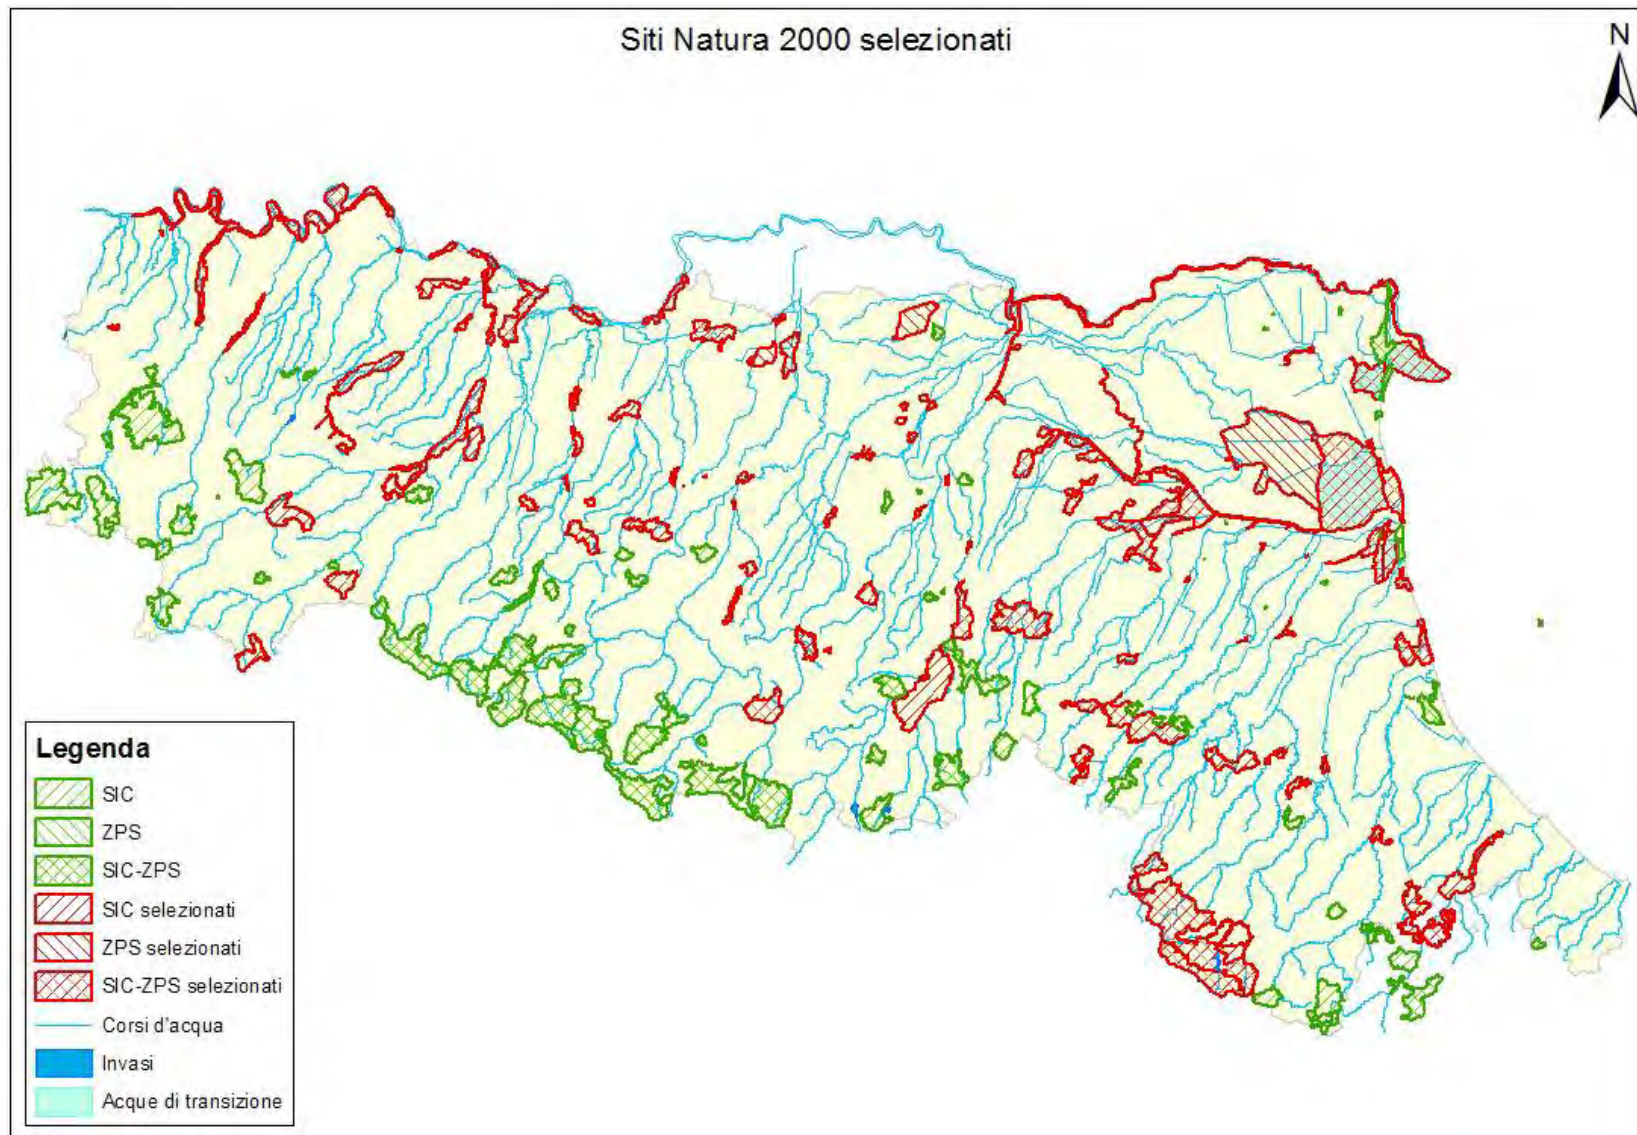 Siti Natura 2000 selezionati
N
Legenda
SIC
ZPS
SIC-ZPS
SIC selezionati
ZPS selezionati
SIC-ZPS selezionati
Corsi d'acqua
Invasi
Acque di transizione